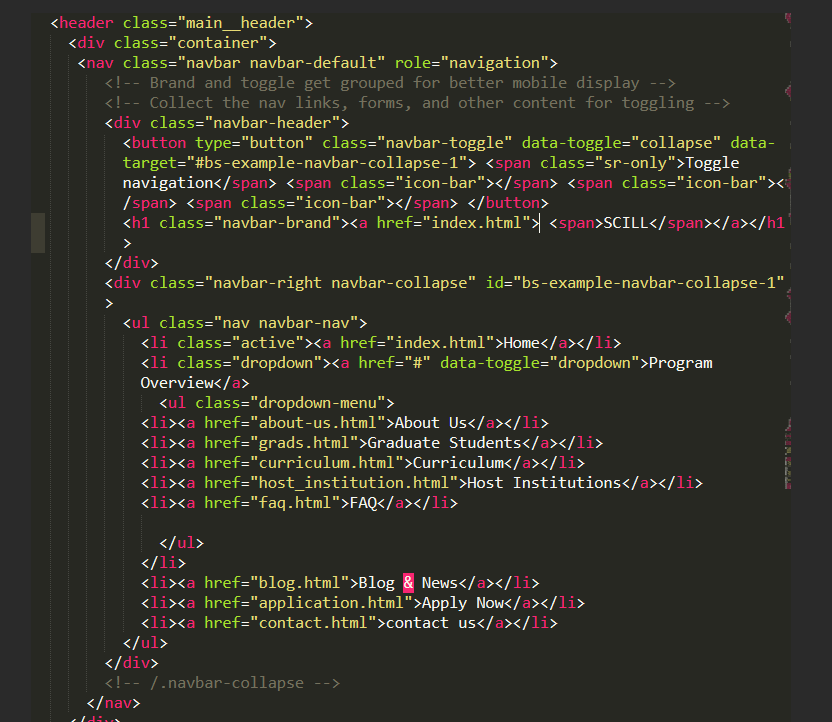 <header class="main__header">
<div class="container">
<nav class="navbar navbar-default" role="navigation">
<!-- Brand and toggle get grouped for better mobile display -->
<!-- Collect the nav links, forms, and other content for toggling -->
<div class="navbar-header">
<button type="button" class="navbar-toggle" data-toggle="collapse" data-
target="#bs-example-navbar-collapse-1"> <span class="sr-only">Toggle
navigation</span> <span class="icon-bar"></span> <span class="icon-bar"><
/span> <span class="icon-bar"></span> </button>
<h1 class="navbar-brand"><a href="index.html"> <span>SCILL</span></a></h1
>
</div>
<div class="navbar-right navbar-collapse" id="bs-example-navbar-collapse-1"
>
<ul class="nav navbar-nav">
<li class="active"><a href="index.html">Home</a></li>
<li class="dropdown"><a href="#" data-toggle="dropdown">Program
Overview</a>
<ul class="dropdown-menu">
<li><a href="about-us.html">About Us</a></li>
<li><a href="grads.html">Graduate Students</a></li>
<li><a href="curriculum.html">Curriculum</a></li>
<li><a href="host_institution.html">Host Institutions</a></li>
<li><a href="faq.html">FAQ</a></li>
</ul>
</li>
<li><a href="blog.html">Blog & News</a></li>
<li><a href="application.html">Apply Now</a></li>
<li><a href="contact.html">contact us</a></li>
</ul>
</div>
<!-- /.navbar-collapse -->
</nav>
</div>